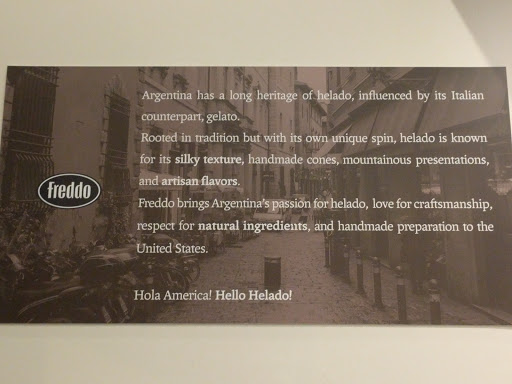 Argentina has a long heritage of helado, influenced by its Italian
counterpart, gelato.
Rooted in tradition but with its own unique spin, helado is known
for its silky texture, handmade cones, mountainous presentations,
and artisan flavors.
freddo
Freddo brings Argentina's passion for helado, love for craftsmanship,
respect for natural ingredients, and handmade preparation to the
United States.
Hola America! Hello Helado!